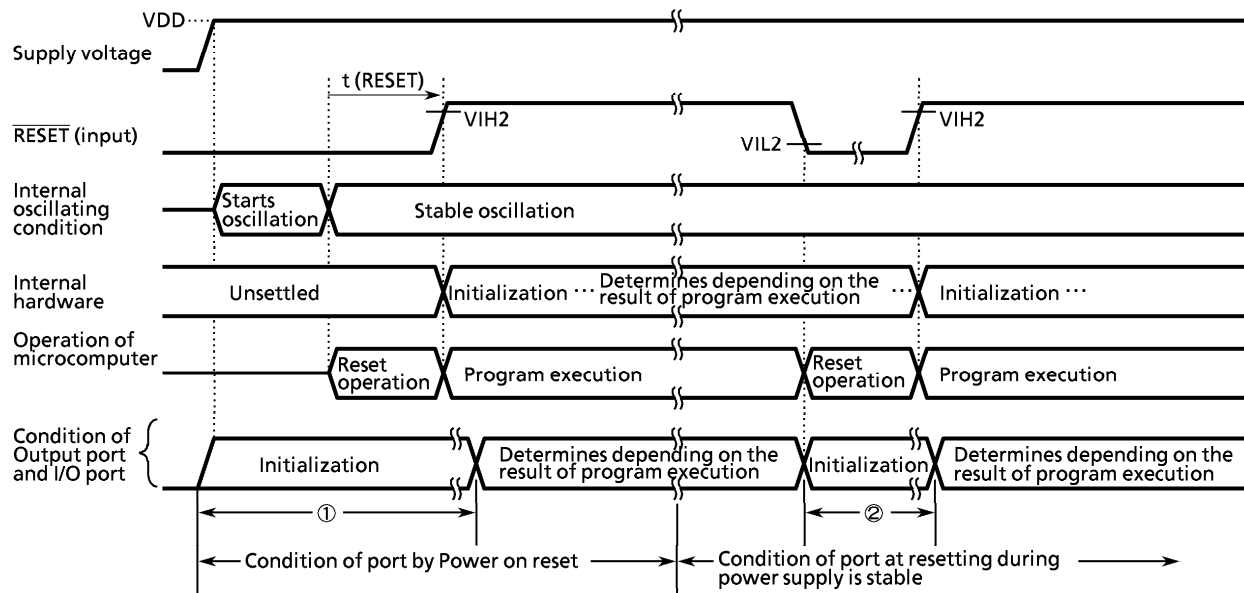 VDD
Supply voltage
t (RESET)
RESET (input)
VIH2
VIL2
VIH2
Internal
oscillating
condition
Starts
oscillation
Stable oscillation
Internal
hardware
Unsettled
Initialization ···
Determines depending on the
result of program execution
···
Initialization ···
Operation of
microcomputer
Reset
operation
Program execution
Reset
operation
Program execution
Condition of
Output port
and I/O port
Initialization
Determines depending on the
result of program execution
Initialization
Determines depending on the
result of program execution
①
②
Condition of port by Power on reset
Condition of port at resetting during
power supply is stable